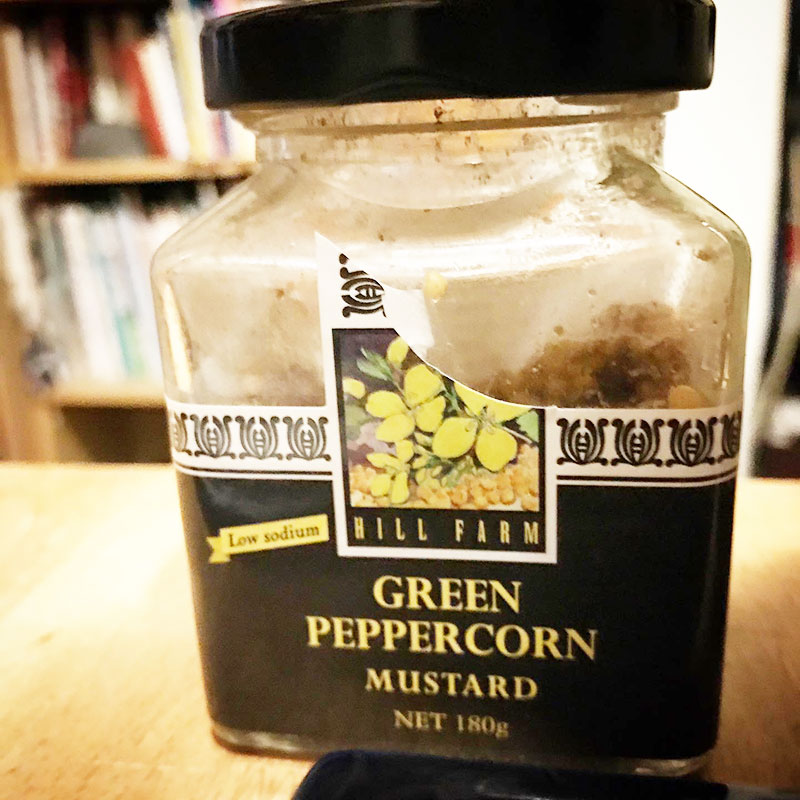 HILL FARM
Low sodium
GREEN
PEPPERCORN
MUSTARD
NET 180g